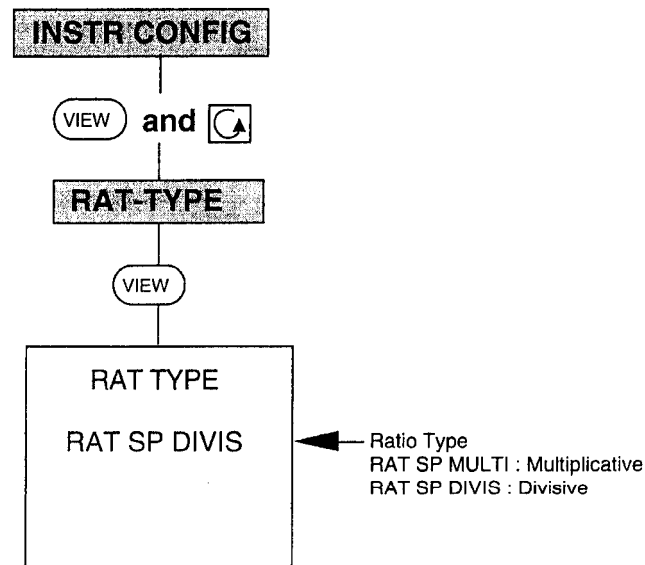 INSTR CONFIG
VIEW and
RAT-TYPE
VIEW
RAT TYPE
RAT SP DIVIS
Ratio Type
RAT SP MULTI : Multiplicative
RAT SP DIVIS : Divisive